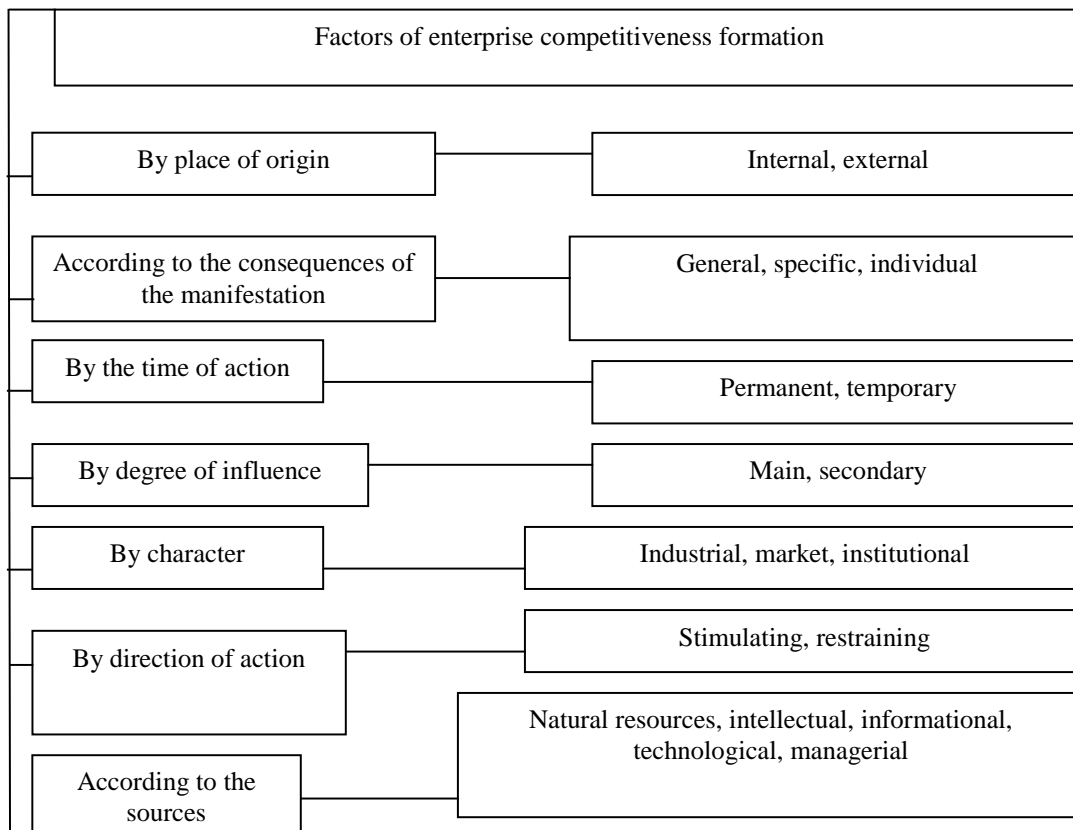 Factors of enterprise competitiveness formation
By place of origin
Internal, external
According to the consequences of
the manifestation
General, specific, individual
By the time of action
Permanent, temporary
By degree of influence
Main, secondary
By character
Industrial, market, institutional
By direction of action
Stimulating, restraining
According to the
sources
Natural resources, intellectual, informational,
technological, managerial